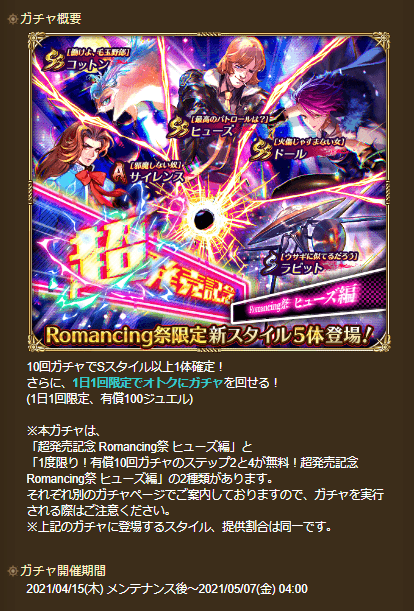 ガチャ概要
SS
[働けよ、毛玉野郎]
コットン
[最高のパトロールは?]
SS
ヒューズ
[火傷じゃすまない女]
SS
ドール
[邪魔しない奴]
A
サイレンス
[ウサギに似てるだろう]
S
ラビット
超発売記念
Romancing祭 ヒューズ編
Romancing祭限定新スタイル5体登場!
10回ガチャでSスタイル以上1体確定!
さらに、1日1回限定でオトクにガチャを回せる!
(1日1回限定、有償100ジュエル)
※本ガチャは、
「超発売記念 Romancing祭 ヒューズ編」と
「1度限り!有償10回ガチャのステップ2と4が無料!超発売記念
Romancing祭 ヒューズ編」の2種類があります。
それぞれ別のガチャページでご案内しておりますので、ガチャを実行
される際はご注意ください。
※上記のガチャに登場するスタイル、提供割合は同一です。
ガチャ開催期間
2021/04/15(木) メンテナンス後～2021/05/07(金) 04:00